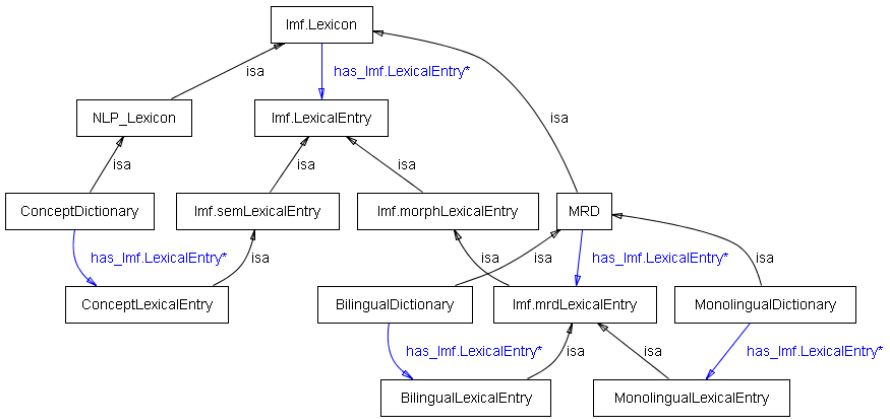 lmf.Lexicon
isa
has_lmf.LexicalEntry*
NLP_Lexicon
lmf.LexicalEntry
isa
isa
isa
isa
ConceptDictionary
lmf.semLexicalEntry
lmf.morphLexicalEntry
MRD
has_lmf.LexicalEntry*
isa
isa
isa
has_lmf.LexicalEntry*
isa
ConceptLexicalEntry
BilingualDictionary
lmf.mrdLexicalEntry
MonolingualDictionary
has_lmf.LexicalEntry*
isa
isa
has_lmf.LexicalEntry*
BilingualLexicalEntry
MonolingualLexicalEntry